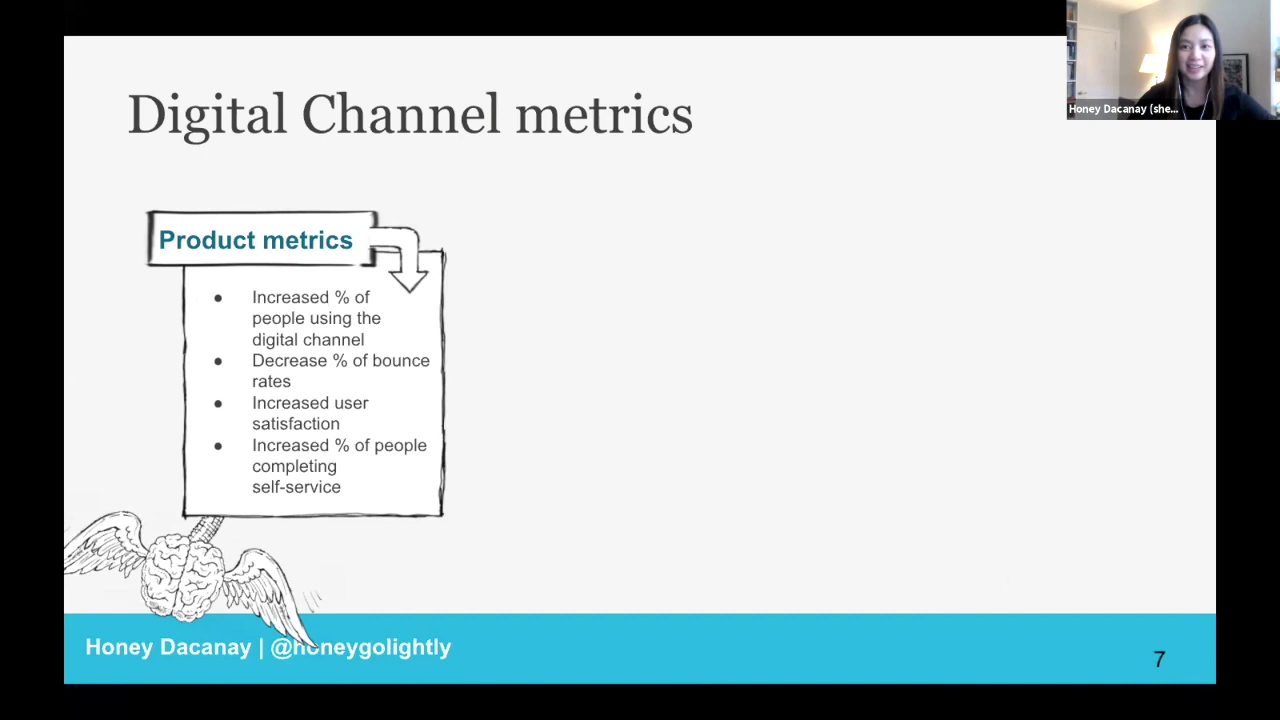 Digital Channel metrics
Honey Dacanay (she...
Product metrics
● Increased % of
people using the
digital channel
● Decrease % of bounce
rates
● Increased user
satisfaction
● Increased % of people
completing
self-service
Honey Dacanay | @honeygolightly
7